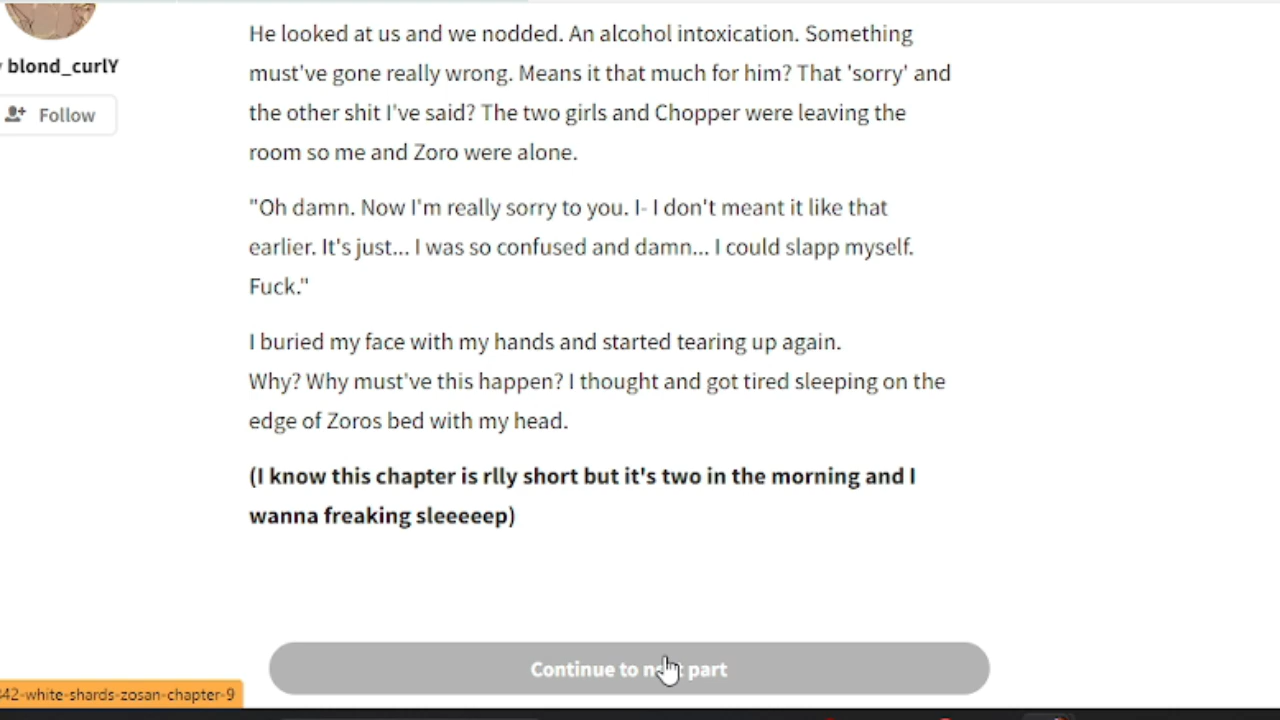 He looked at us and we nodded. An alcohol intoxication. Something
must've gone really wrong. Means it that much for him? That 'sorry' and
the other shit I've said? The two girls and Chopper were leaving the
room so me and Zoro were alone.
blond_curlY
Follow
"Oh damn. Now I'm really sorry to you. I- I don't meant it like that
earlier. It's just... I was so confused and damn... I could slapp myself.
Fuck."
I buried my face with my hands and started tearing up again.
Why? Why must've this happen? I thought and got tired sleeping on the
edge of Zoros bed with my head.
(I know this chapter is rlly short but it's two in the morning and I
wanna freaking sleeeeep)
Continue to part
42-white-shards-zosan-chapter-9